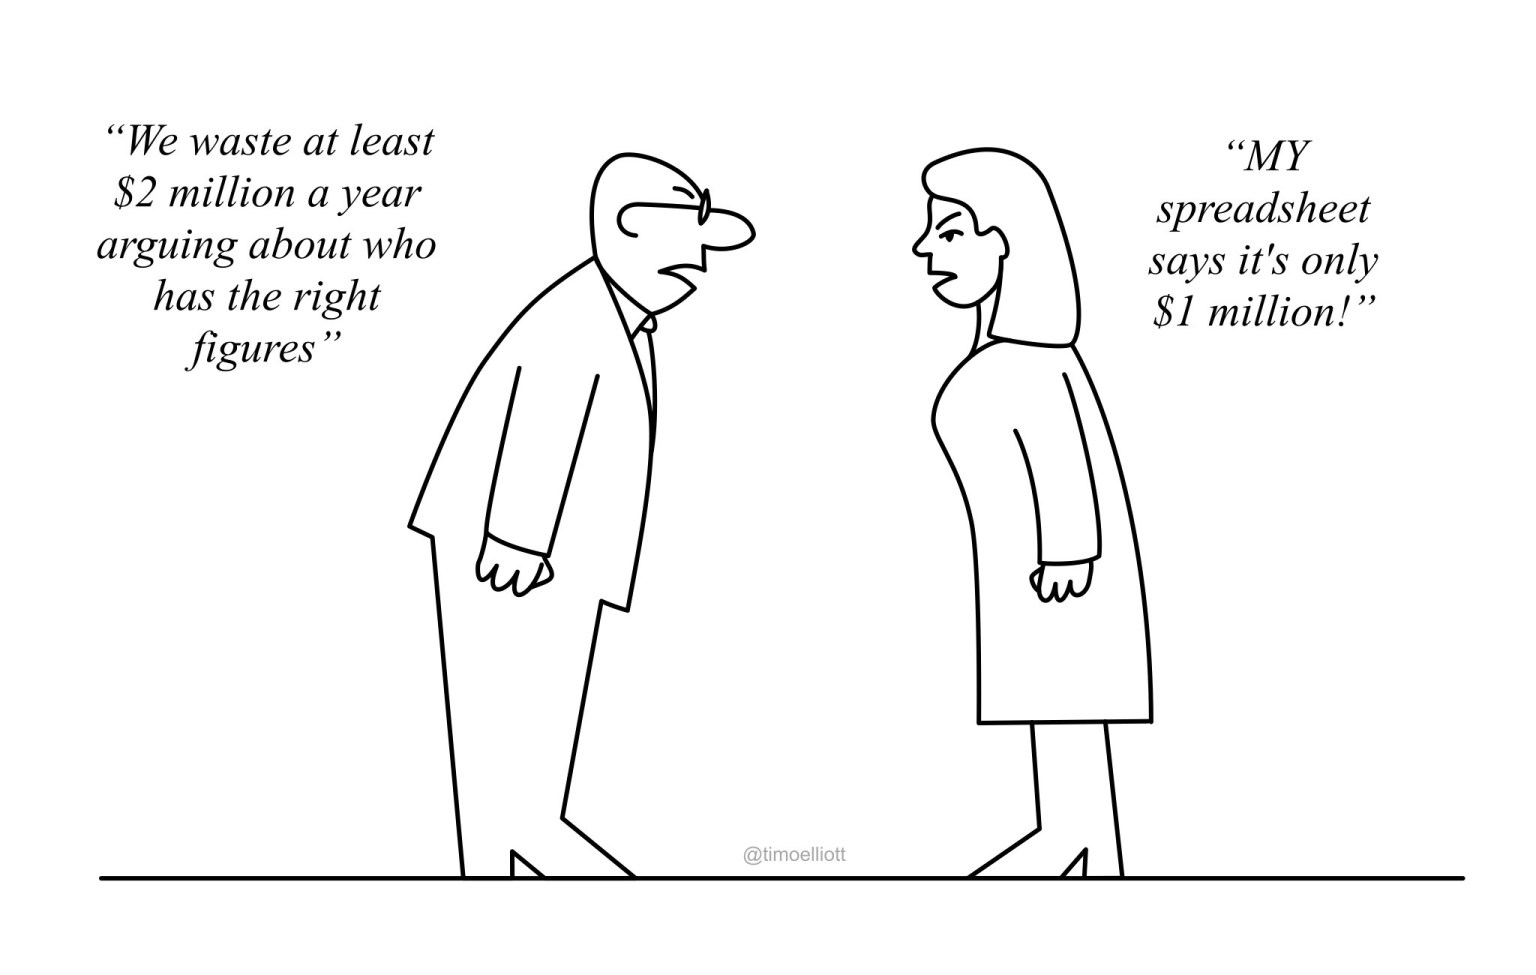 “We waste at least
$2 million a year
arguing about who
has the right
figures”
“MY
spreadsheet
says it's only
$1 million!”
@timoelliott